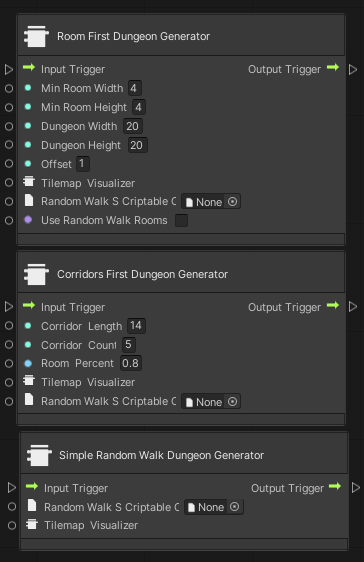 Room First Dungeon Generator
Input Trigger Output Trigger
Min Room Width 4
Min Room Height 4
Dungeon Width 20
Dungeon Height 20
Offset 1
Tilemap Visualizer
Random Walk S Criptable C None
Use Random Walk Rooms
Corridors First Dungeon Generator
Input Trigger Output Trigger
Corridor Length 14
Corridor Count 5
Room Percent 0.8
Tilemap Visualizer
Random Walk S Criptable C None
Simple Random Walk Dungeon Generator
Input Trigger Output Trigger
Random Walk S Criptable C None
Tilemap Visualizer